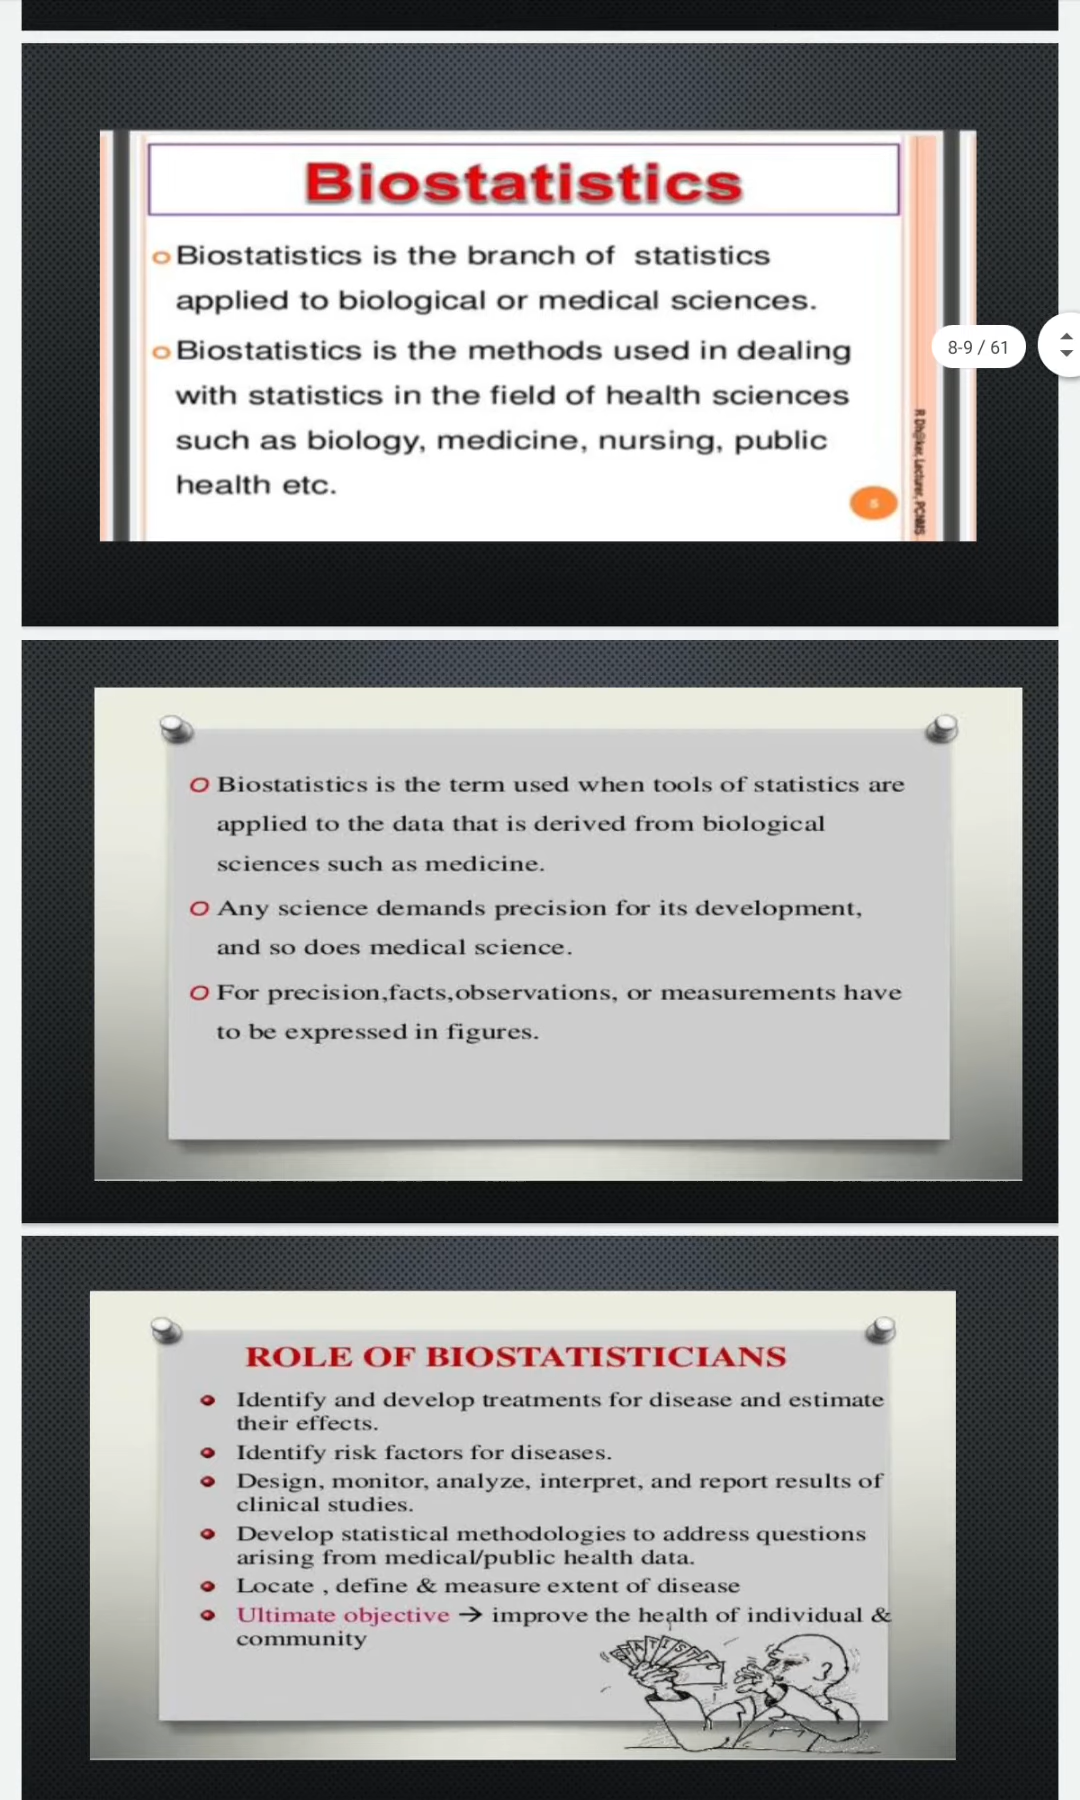 Biostatistics
Biostatistics is the branch of statistics
applied to biological or medical sciences.
Biostatistics is the methods used in dealing
with statistics in the field of health sciences
such as biology, medicine, nursing, public
health etc.
R Dh@kar, Lecturer, PCNMS
8-9 / 61
Biostatistics is the term used when tools of statistics are
applied to the data that is derived from biological
sciences such as medicine.
Any science demands precision for its development,
and so does medical science.
For precision,facts,observations, or measurements have
to be expressed in figures.
ROLE OF BIOSTATISTICIANS
Identify and develop treatments for disease and estimate
their effects.
Identify risk factors for diseases.
Design, monitor, analyze, interpret, and report results of
clinical studies.
Develop statistical methodologies to address questions
arising from medical/public health data.
Locate , define & measure extent of disease
Ultimate objective → improve the health of individual &
community